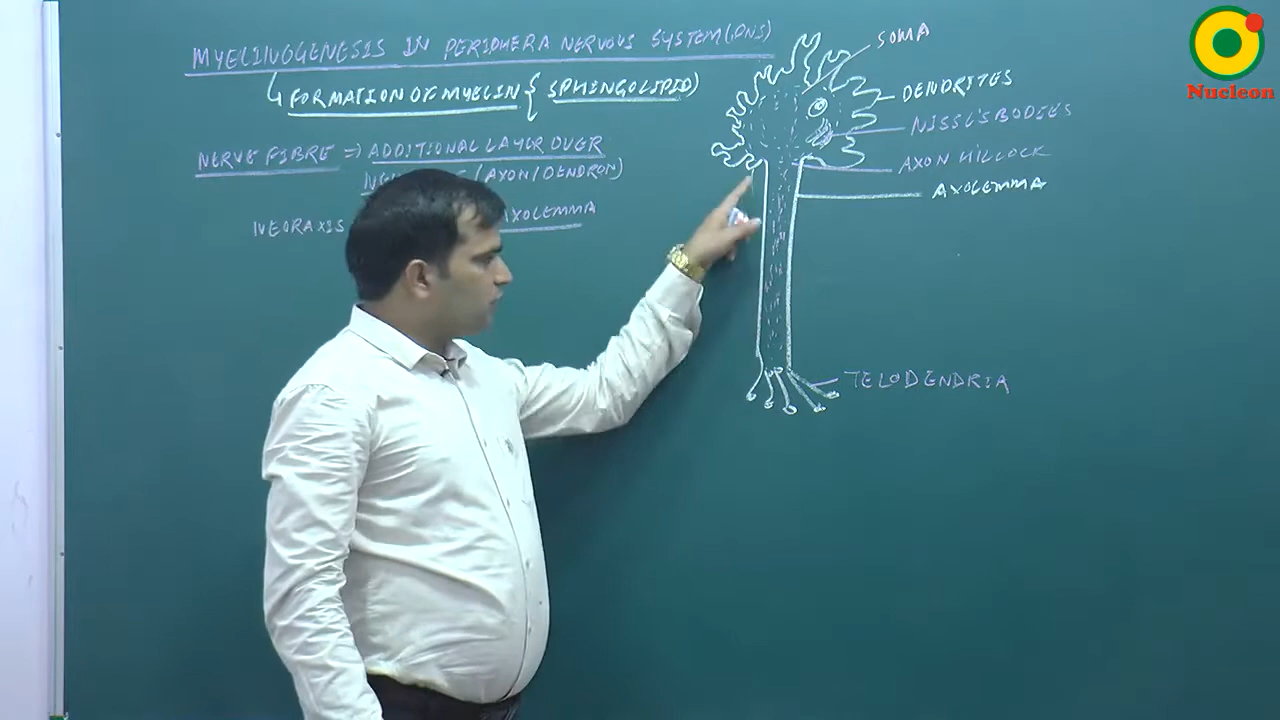 MYELINOGENESIS IN PERIPHERA NERVOUS SYSTEM (PNS)
FORMATION OF MYELIN { SPHINGOLIPID)
NERVE FIBRE => ADDITIONAL LAYER OVER
(AXON/DENDRON)
NEORAXIS AXOLEMMA
SOMA
DENDRITES
NISSL'S BODIES
AXON HILLOCK
AXOLEMMA
TELODENDRIA
Nucleon